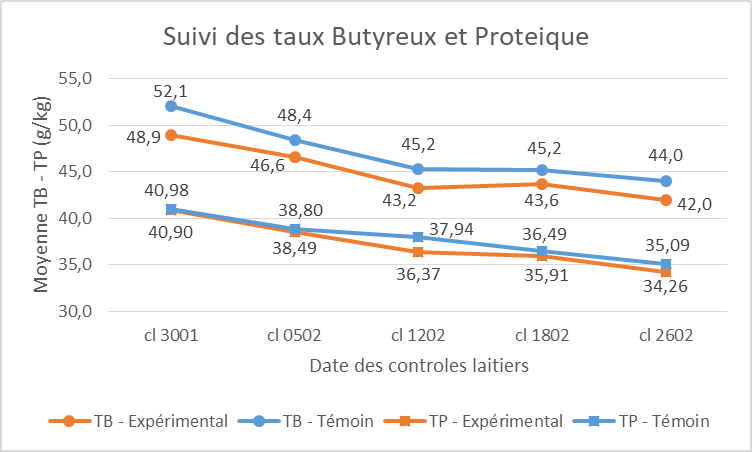 Suivi des taux Butyreux et Proteique
Moyenne TB - TP (g/kg)
55,0
50,0
45,0
40,0
35,0
30,0
52,1
48,4
45,2
45,2
44,0
48,9
46,6
43,2
43,6
42,0
40,98
38,80
37,94
36,49
35,09
40,90
38,49
36,37
35,91
34,26
cl 3001
cl 0502
cl 1202
cl 1802
cl 2602
Date des controles laitiers
TB - Expérimental
TB - Témoin
TP - Expérimental
TP - Témoin